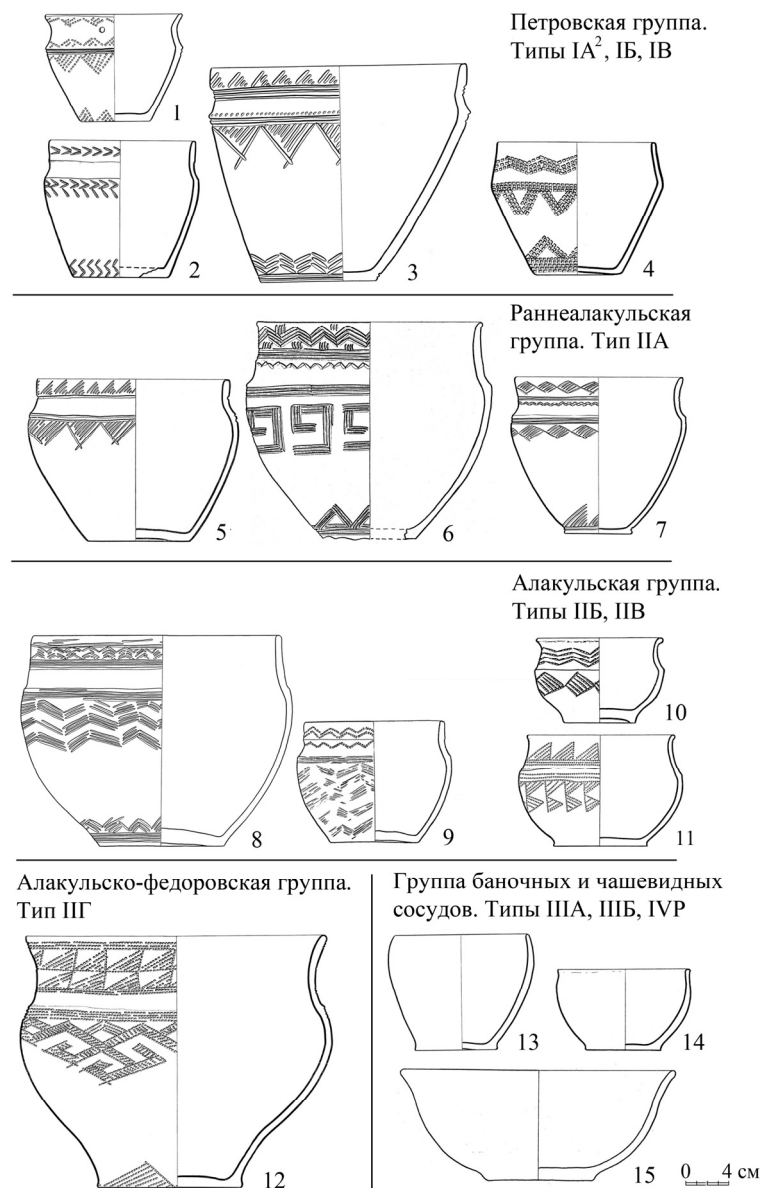 Петровская группа.
Типы IА², IБ, IВ
1
2
3
4
Раннеалакульская
группа. Тип IIА
5
6
7
Алакульская группа.
Типы IIБ, IIВ
8
9
10
11
Алакульско-федоровская группа.
Тип IIГ
12
Группа баночных и чашевидных
сосудов. Типы IIIА, IIIБ, IVР
13
14
15
0 4 см